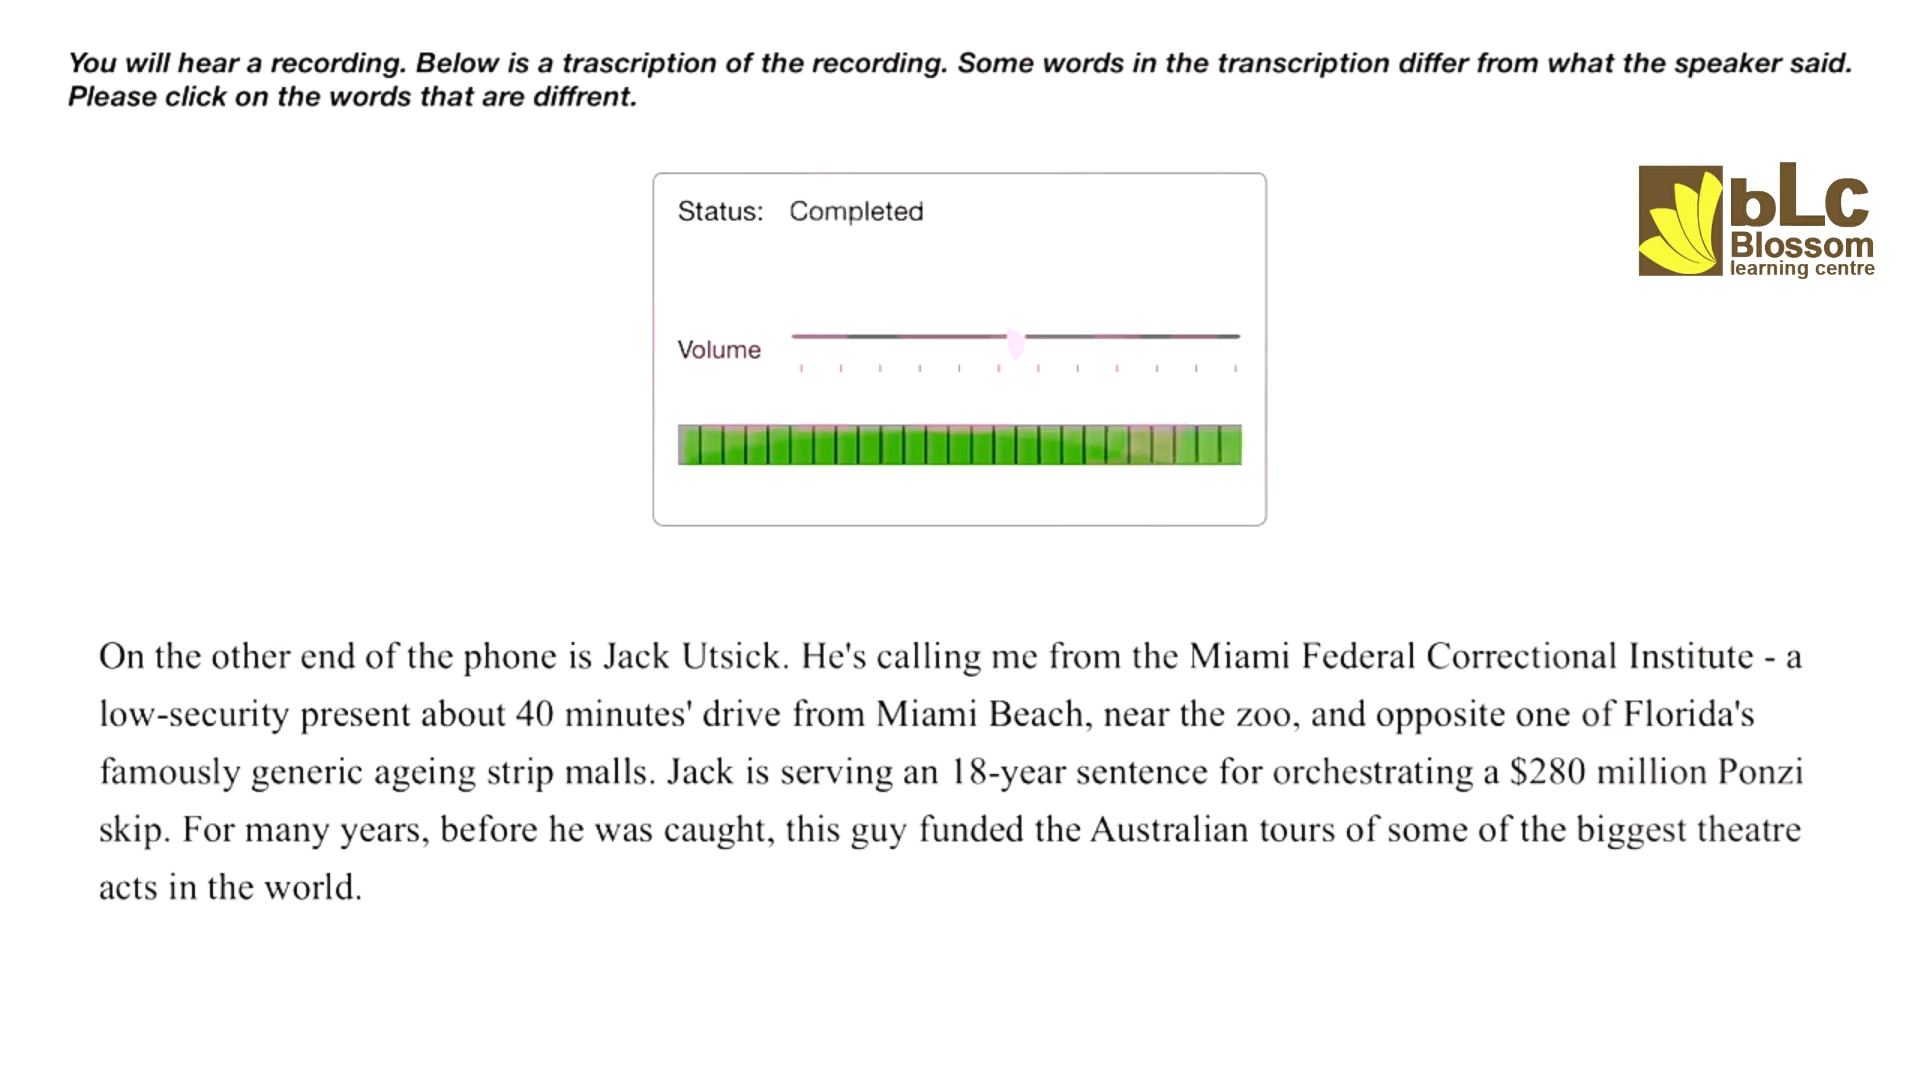 You will hear a recording. Below is a trascription of the recording. Some words in the transcription differ from what the speaker said.
Please click on the words that are diffrent.
Status: Completed
bLc
Blossom
learning centre
Volume
On the other end of the phone is Jack Utsick. He's calling me from the Miami Federal Correctional Institute - a
low-security present about 40 minutes' drive from Miami Beach, near the zoo, and opposite one of Florida's
famously generic ageing strip malls. Jack is serving an 18-year sentence for orchestrating a $280 million Ponzi
skip. For many years, before he was caught, this guy funded the Australian tours of some of the biggest theatre
acts in the world.